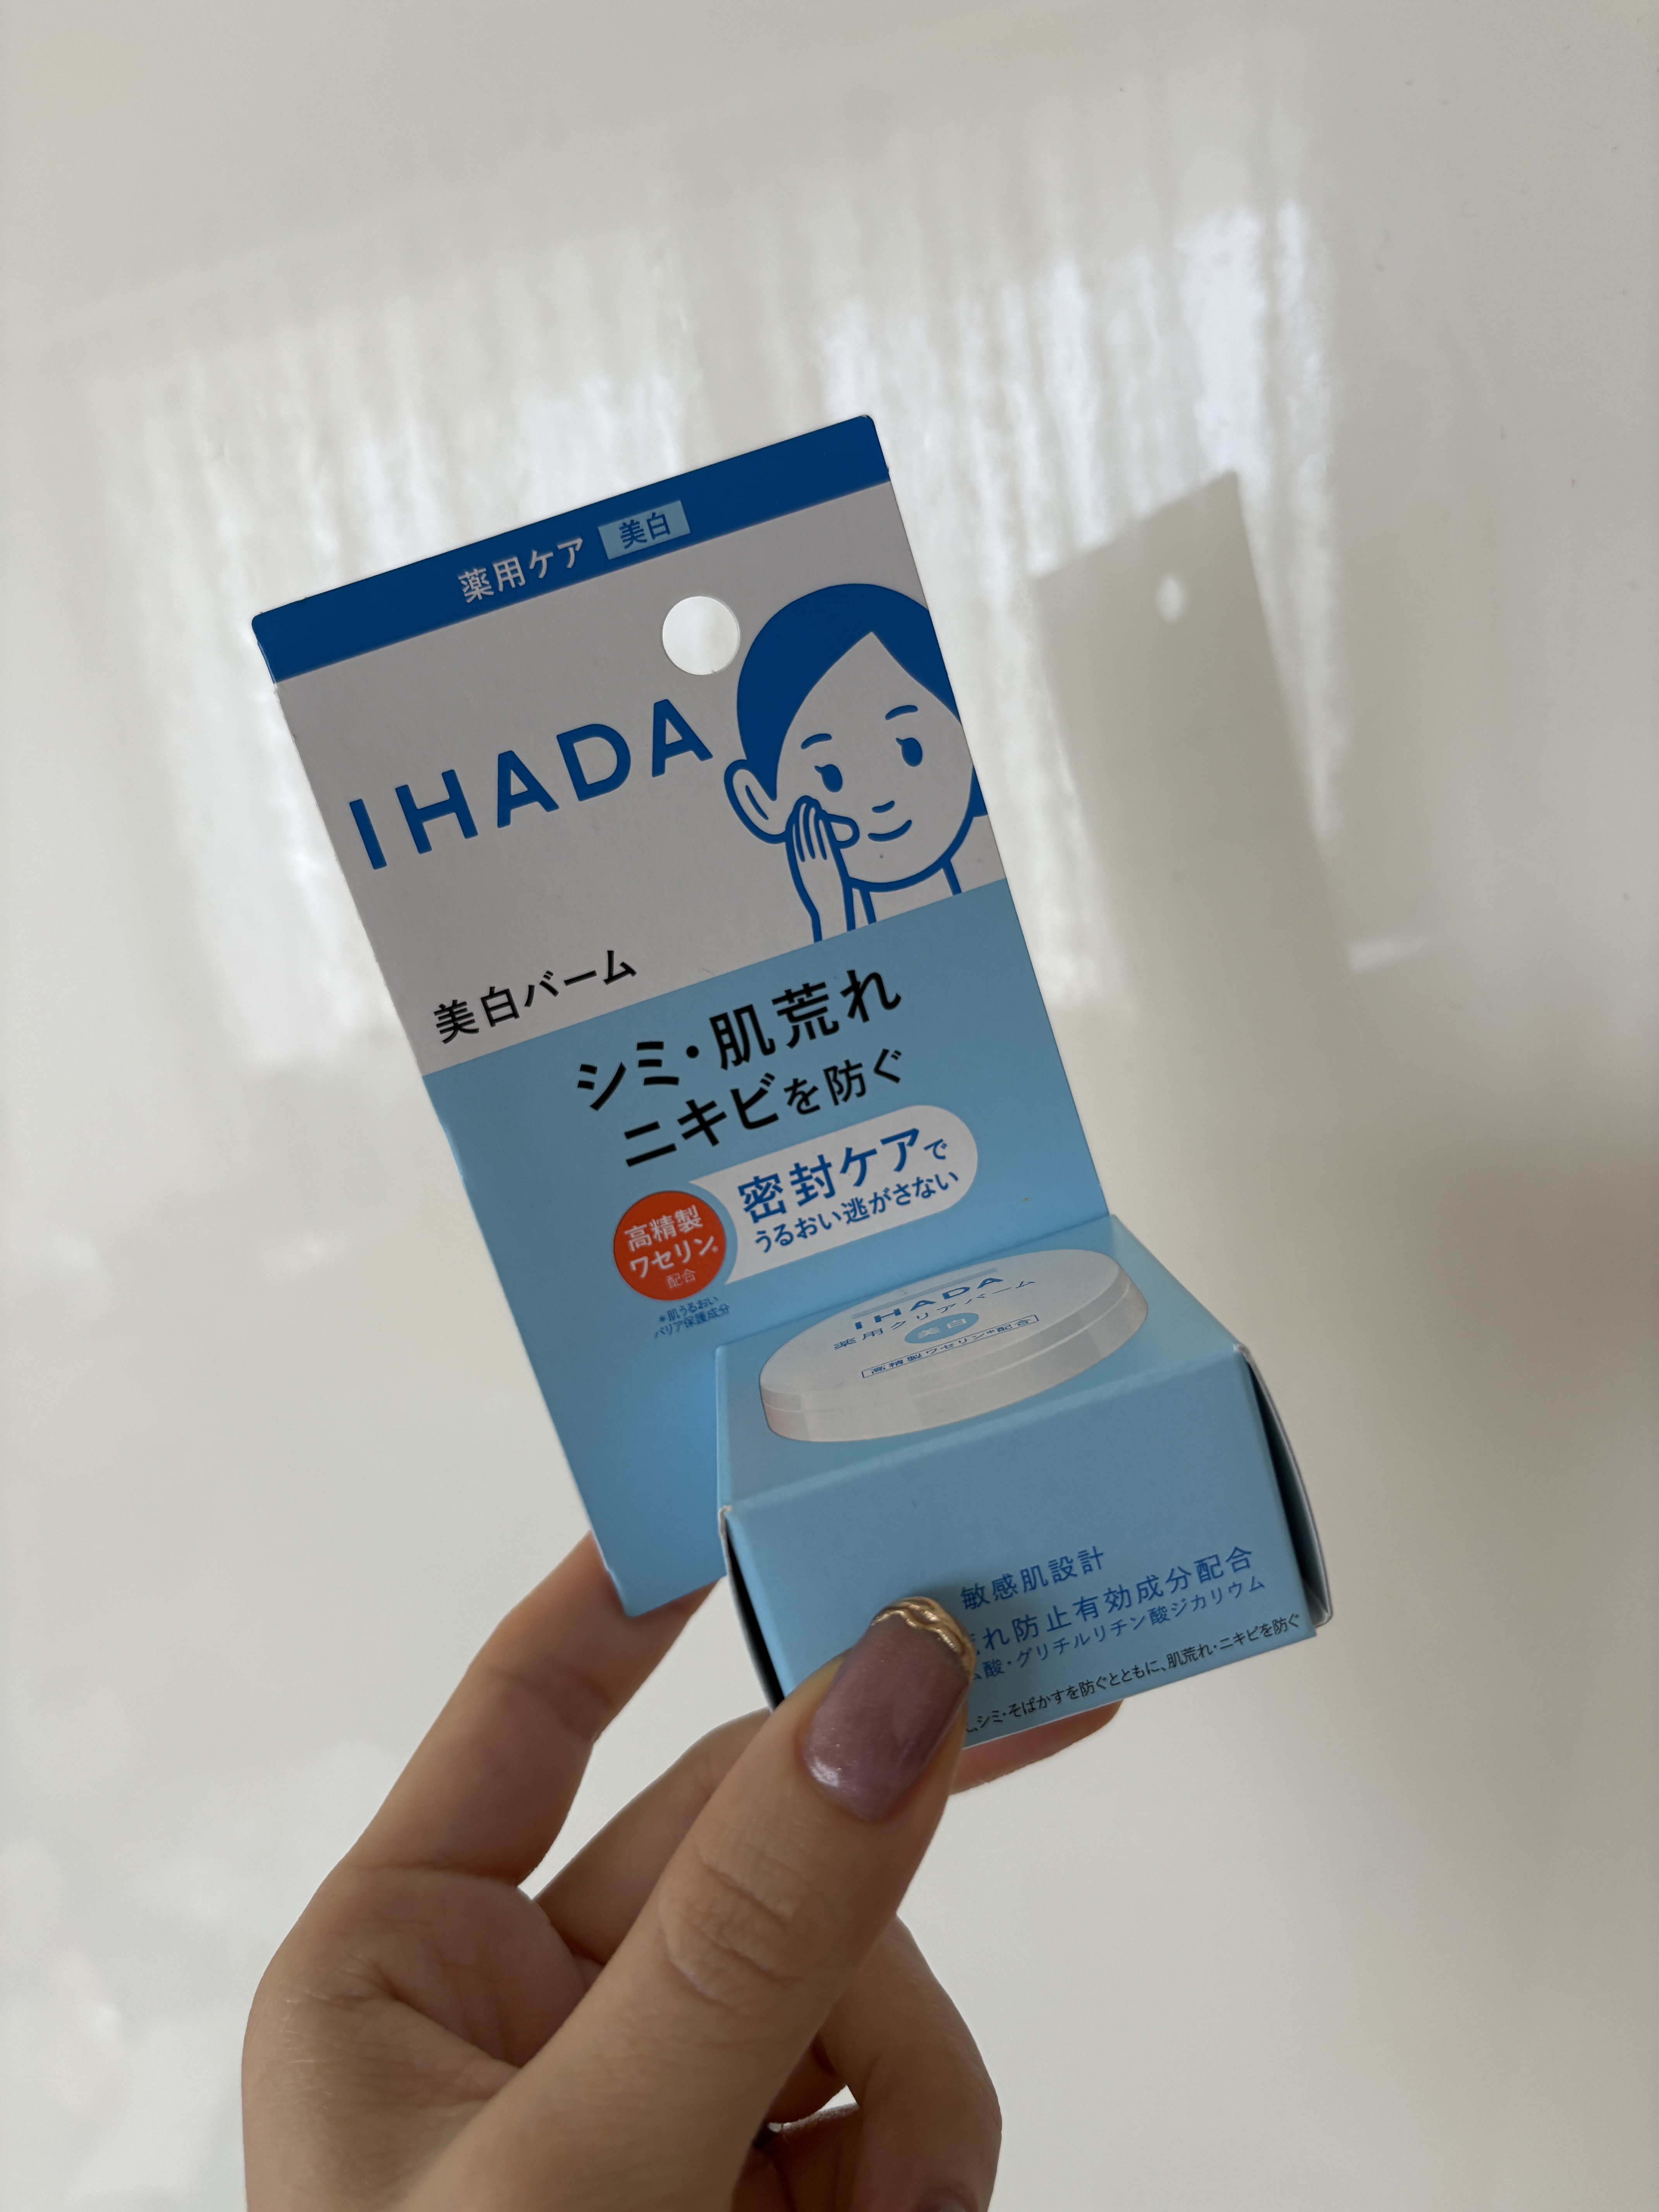 薬用ケア 美白
IHADA
美白バーム
シミ・肌荒れ
ニキビを防ぐ
密封ケアで
うるおい逃がさない
高精製
ワセリン*
配合
*肌うるおい
バリア保護成分
IHADA
薬用クリアバーム
美白
高精製ワセリン*配合
敏感肌設計
れ防止有効成分配合
酸・グリチルリチン酸ジカリウム
シミ・そばかすを防ぐとともに、肌荒れ・ニキビを防ぐ